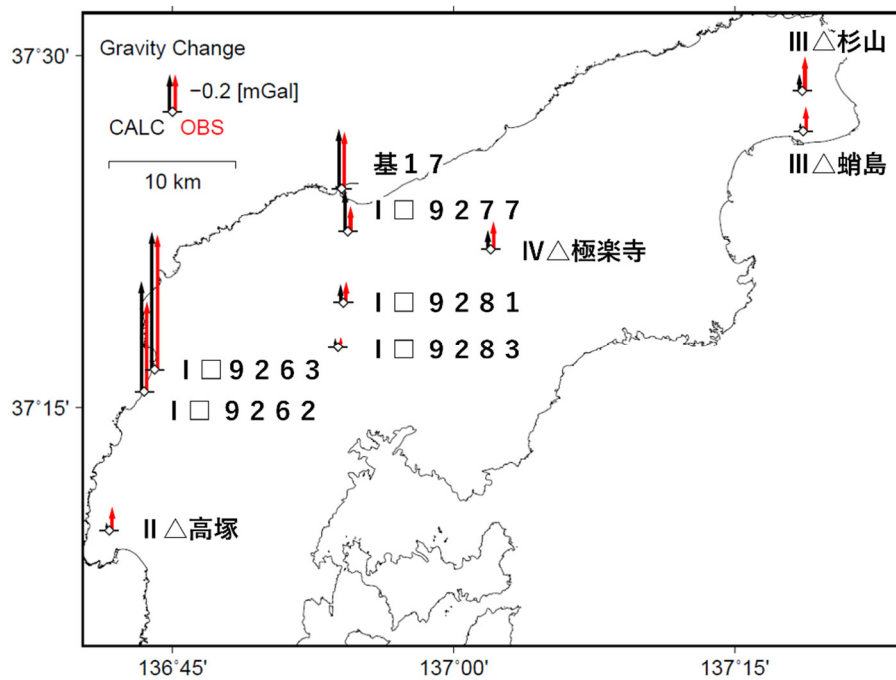 37°30'
Gravity Change
−0.2 [mGal]
CALC OBS
10 km
Ⅲ△杉山
Ⅲ△蛸島
基１７
Ⅰ□９２７７
Ⅳ△極楽寺
Ⅰ□９２８１
Ⅰ□９２８３
Ⅰ□９２６３
37°15'
Ⅰ□９２６２
Ⅱ△高塚
136°45'
137°00'
137°15'